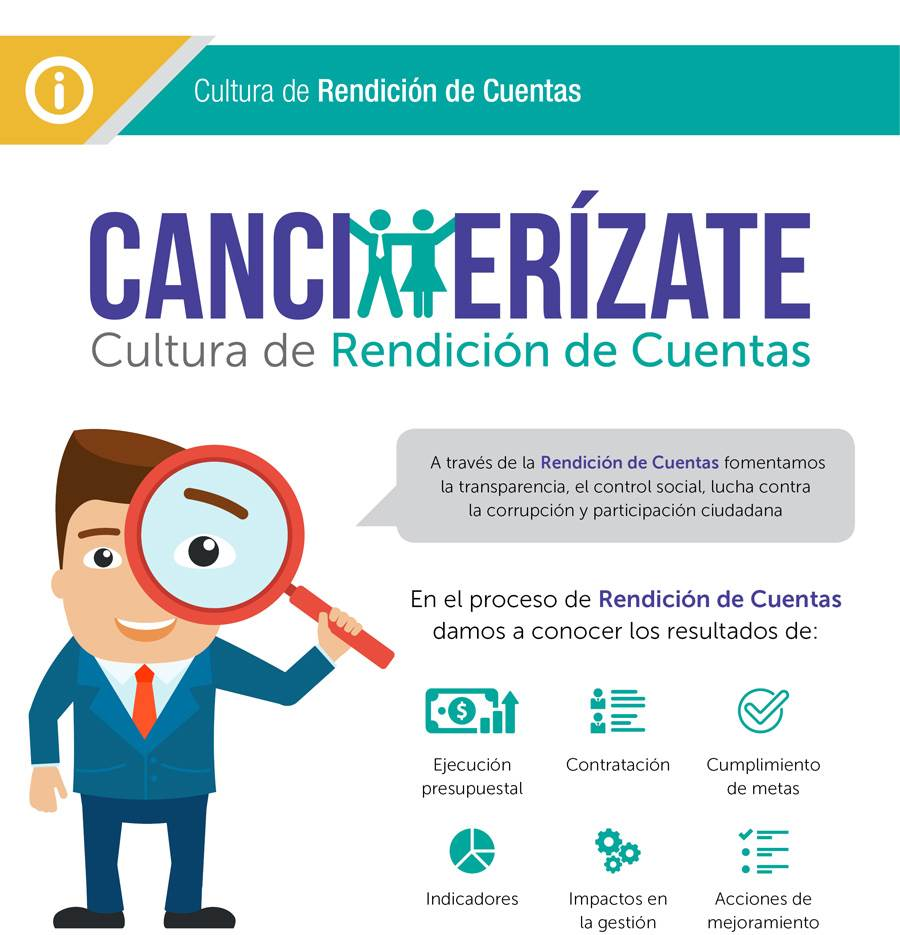 Cultura de Rendición de Cuentas
CANCILLERÍZATE
Cultura de Rendición de Cuentas
A través de la Rendición de Cuentas fomentamos
la transparencia, el control social, lucha contra
la corrupción y participación ciudadana
En el proceso de Rendición de Cuentas
damos a conocer los resultados de:
Ejecución
presupuestal
Contratación
Cumplimiento
de metas
Indicadores
Impactos en
la gestión
Acciones de
mejoramiento